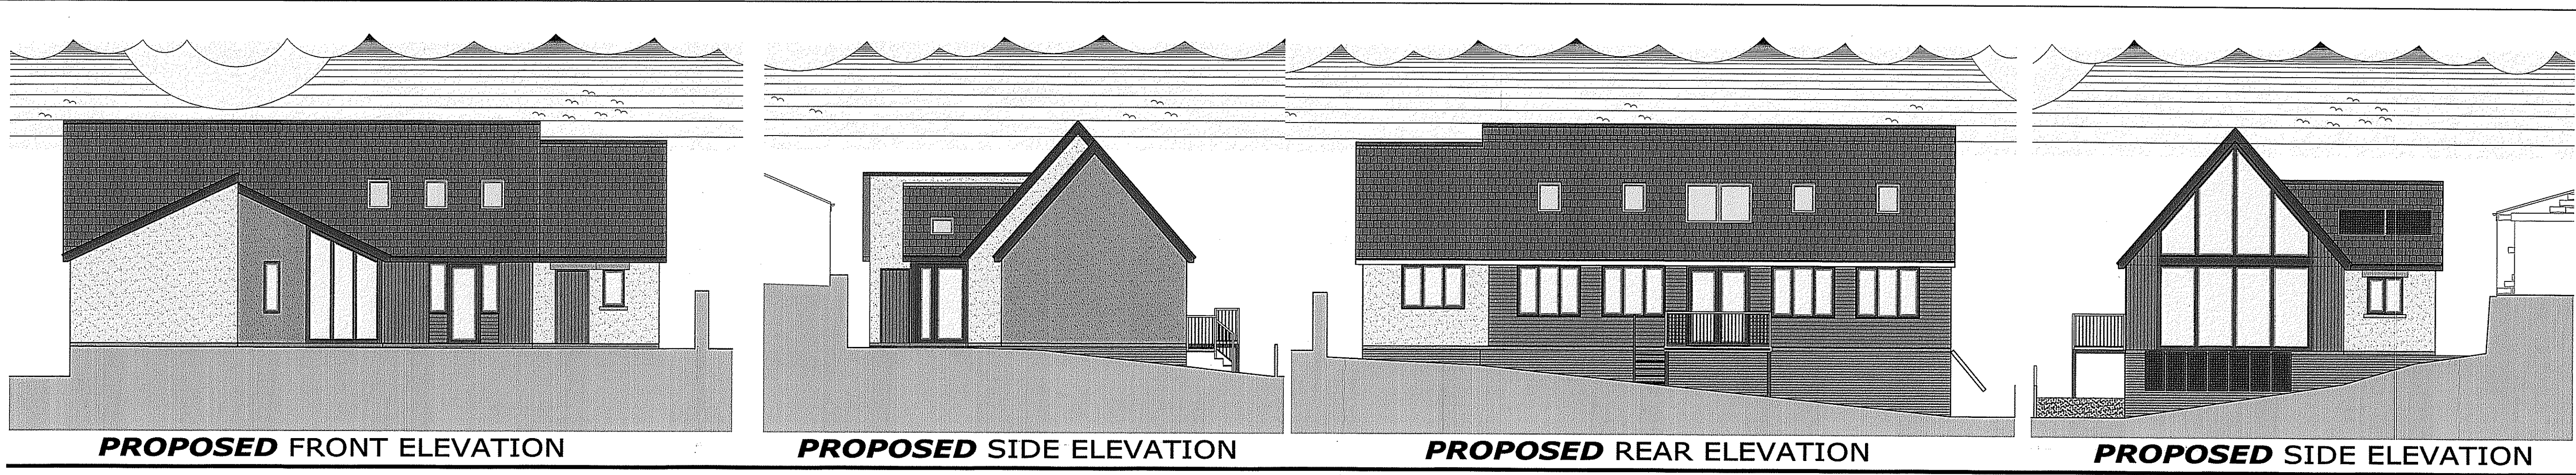 PROPOSED FRONT ELEVATION
PROPOSED SIDE ELEVATION
PROPOSED REAR ELEVATION
PROPOSED SIDE ELEVATION